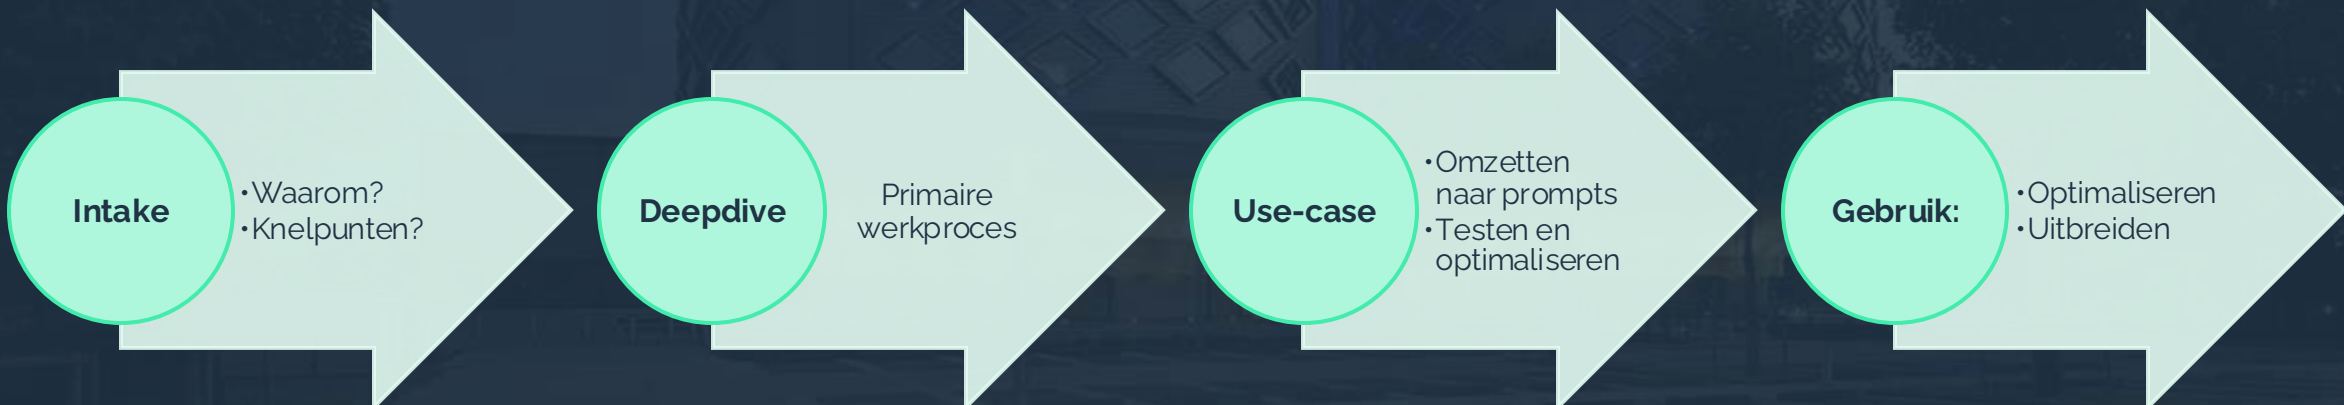 Intake
•Waarom?
•Knelpunten?
Deepdive
Primaire
werkproces
Use-case
•Omzetten
naar prompts
•Testen en
optimaliseren
Gebruik:
•Optimaliseren
•Uitbreiden